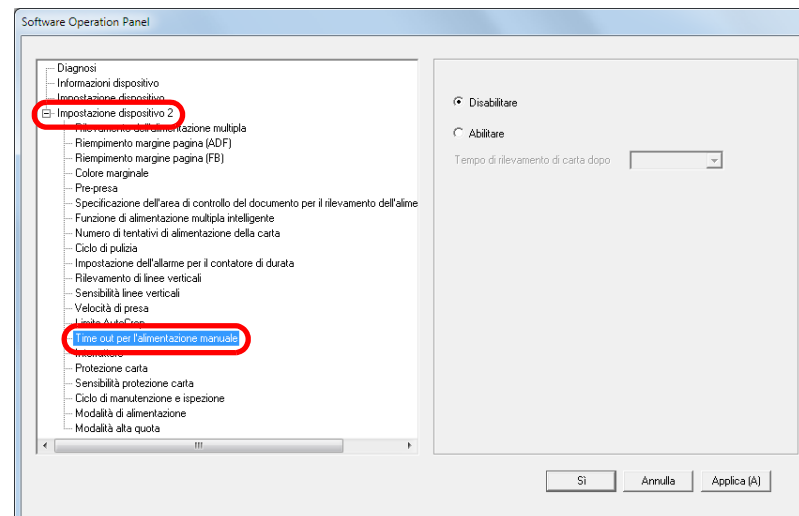 Software Operation Panel
Diagnosi
Informazioni dispositivo
Impostazione dispositivo
Impostazione dispositivo 2
Rilevamento dell'alimentazione multipla
Riempimento margine pagina (ADF)
Riempimento margine pagina (FB)
Colore marginale
Pre-presa
Specificazione dell'area di controllo del documento per il rilevamento dell'alime
Funzione di alimentazione multipla intelligente
Numero di tentativi di alimentazione della carta
Ciclo di pulizia
Impostazione dell'allarme per il contatore di durata
Rilevamento di linee verticali
Sensibilità linee verticali
Velocità di presa
Limite AutoCrop
Time out per l'alimentazione manuale
Interruttore
Protezione carta
Sensibilità protezione carta
Ciclo di manutenzione e ispezione
Modalità di alimentazione
Modalità alta quota
Disabilitare
Abilitare
Tempo di rilevamento di carta dopo
Sì
Annulla
Applica (A)